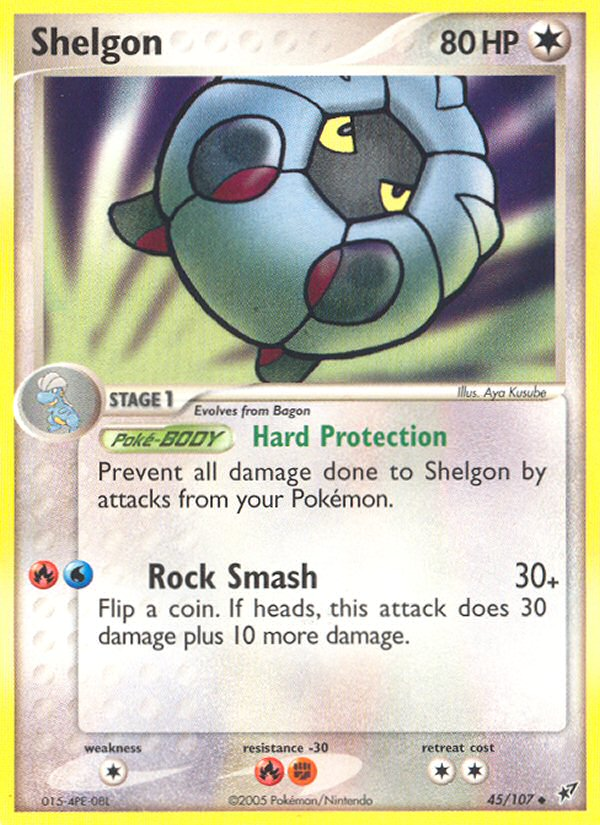 Shelgon 80 HP
Illus. Aya Kusube
STAGE 1
Evolves from Bagon
Poké-BODY Hard Protection
Prevent all damage done to Shelgon by
attacks from your Pokémon.
Rock Smash 30+
Flip a coin. If heads, this attack does 30
damage plus 10 more damage.
weakness resistance -30 retreat cost
015-4PE-08L ©2005 Pokémon/Nintendo 45/107